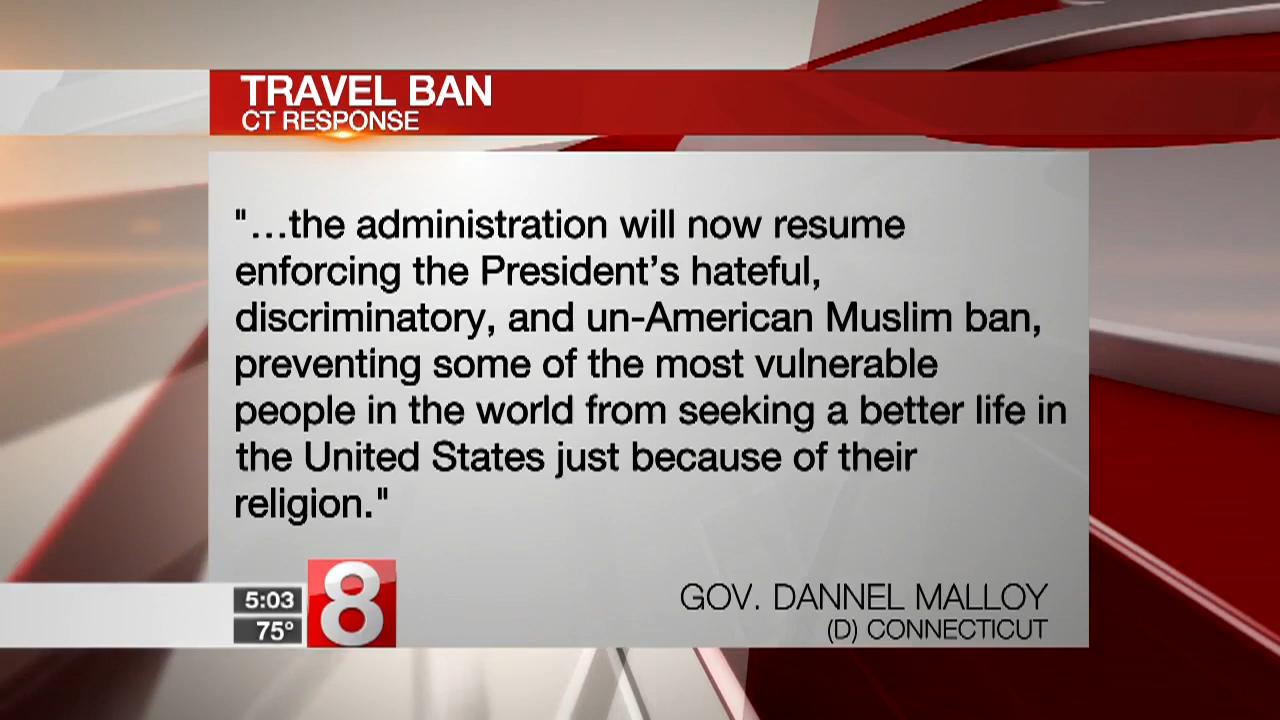 TRAVEL BAN
CT RESPONSE
"...the administration will now resume
enforcing the President's hateful,
discriminatory, and un-American Muslim ban,
preventing some of the most vulnerable
people in the world from seeking a better life in
the United States just because of their
religion."
GOV. DANNEL MALLOY
(D) CONNECTICUT
5:03
75°
8